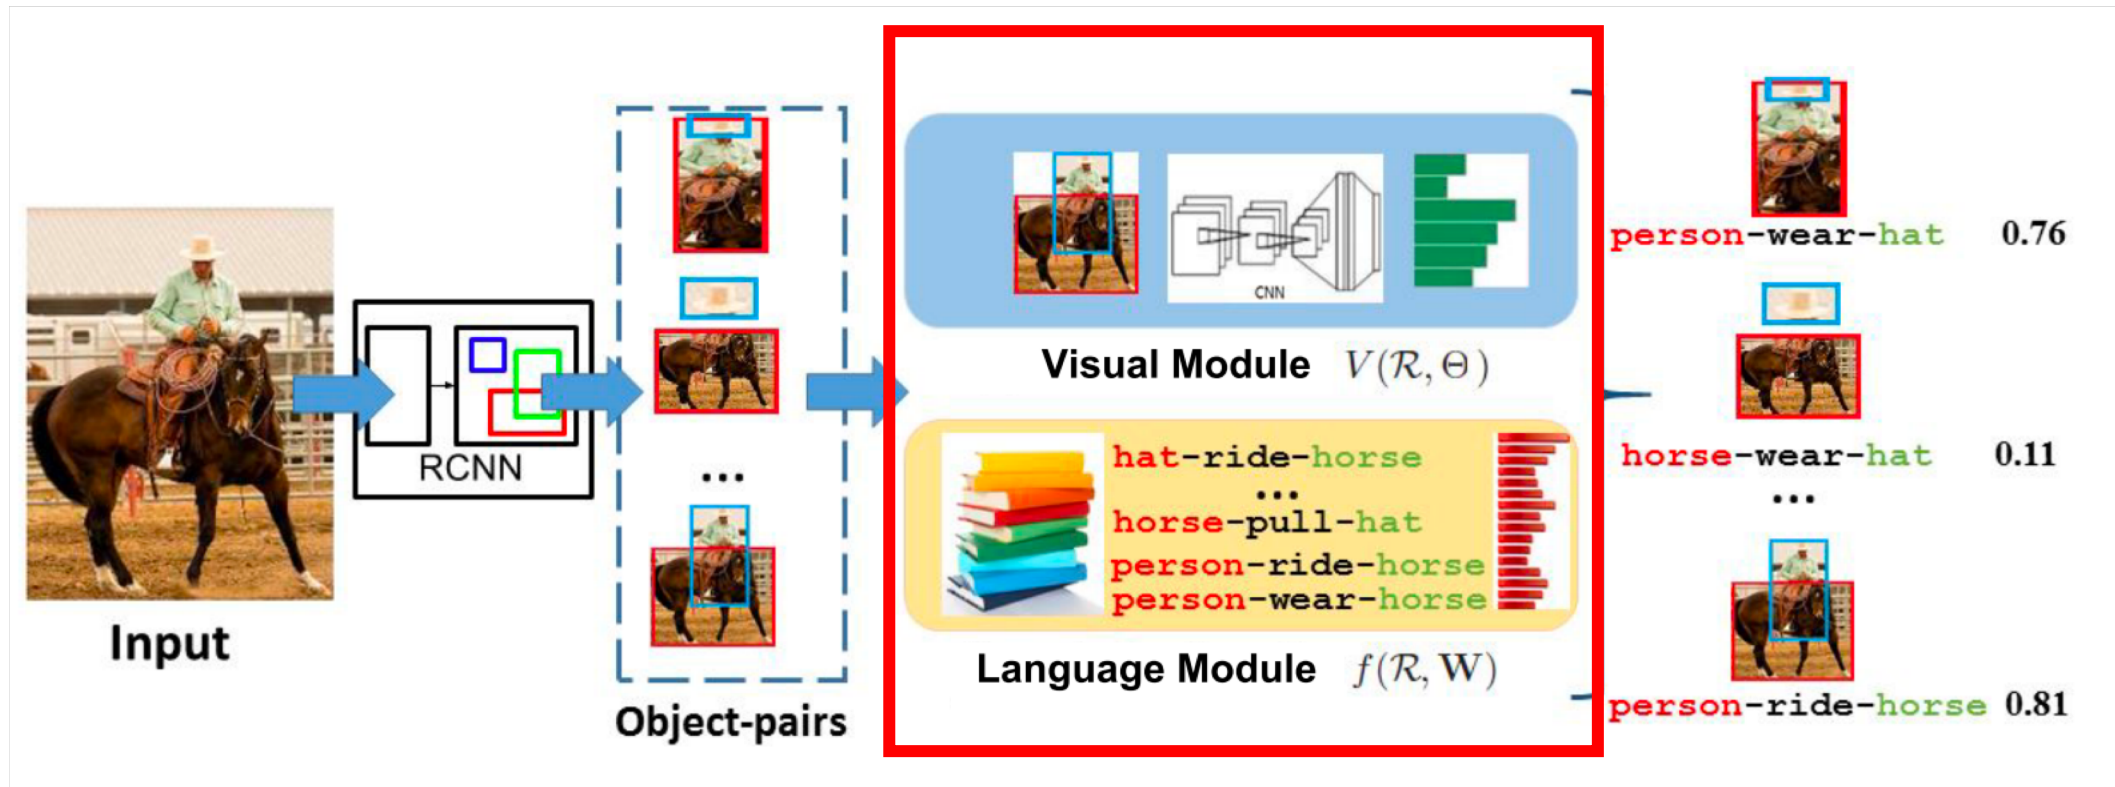 Input
RCNN
Object-pairs
CNN
Visual Module V(ℛ, Θ)
hat-ride-horse
...
horse-pull-hat
person-ride-horse
person-wear-horse
Language Module f(ℛ, W)
person-wear-hat 0.76
horse-wear-hat 0.11
...
person-ride-horse 0.81